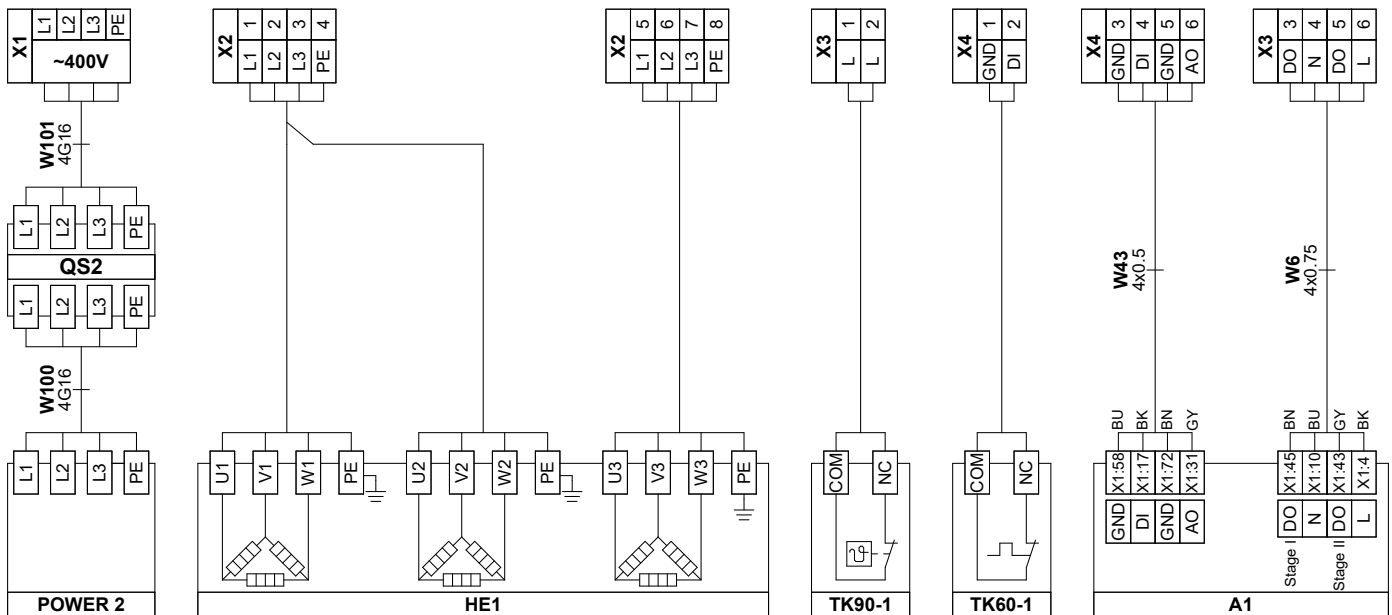 X1 L1 L2 L3 PE
~400V
W101
4G16
L1 L2 L3 PE
QS2
L1 L2 L3 PE
W100
4G16
L1 L2 L3 PE
POWER 2
X2 1 2 3 4
L1 L2 L3 PE
X2 5 6 7 8
L1 L2 L3 PE
U1 V1 W1 PE
U2 V2 W2 PE
U3 V3 W3 PE
HE1
X3 1 2
L L
COM NC
ϑ
TK90-1
X4 1 2
GND DI
COM NC
TK60-1
X4 3 4 5 6
GND DI GND AO
W43
4x0.5
BU BK BN GY
X1:58 X1:17 X1:72 X1:31
GND DI GND AO
X3 3 4 5 6
DO N DO L
W6
4x0.75
BN BU GY BK
X1:45 X1:10 X1:43 X1:4
DO N DO L
Stage I
Stage II
A1